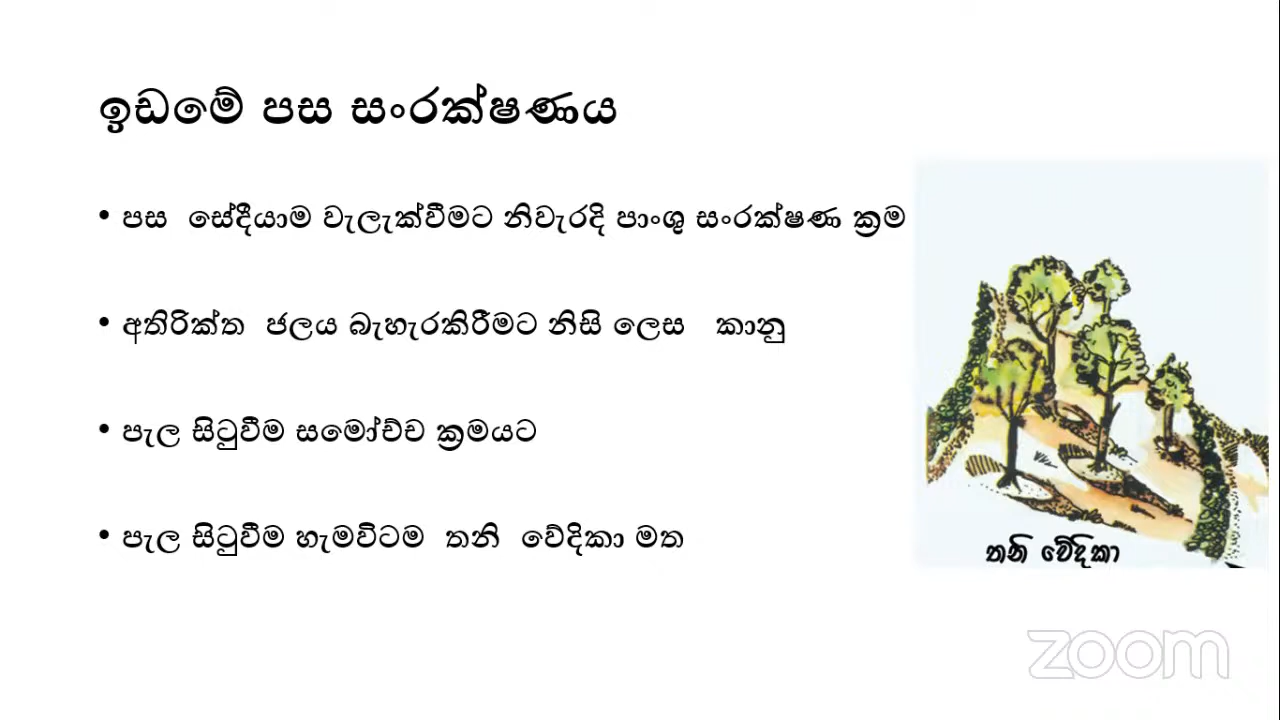 ඉඩමේ පස සංරක්ෂණය
• පස සේදීයාම වැලැක්වීමට නිවැරදි පාංශු සංරක්ෂණ ක්‍රම
• අතිරික්ත ජලය බැහැරකිරීමට නිසි ලෙස කානු
• පැල සිටුවීම සමෝච්ච ක්‍රමයට
• පැල සිටුවීම හැමවිටම තනි වේදිකා මත
තනි වේදිකා
zoom